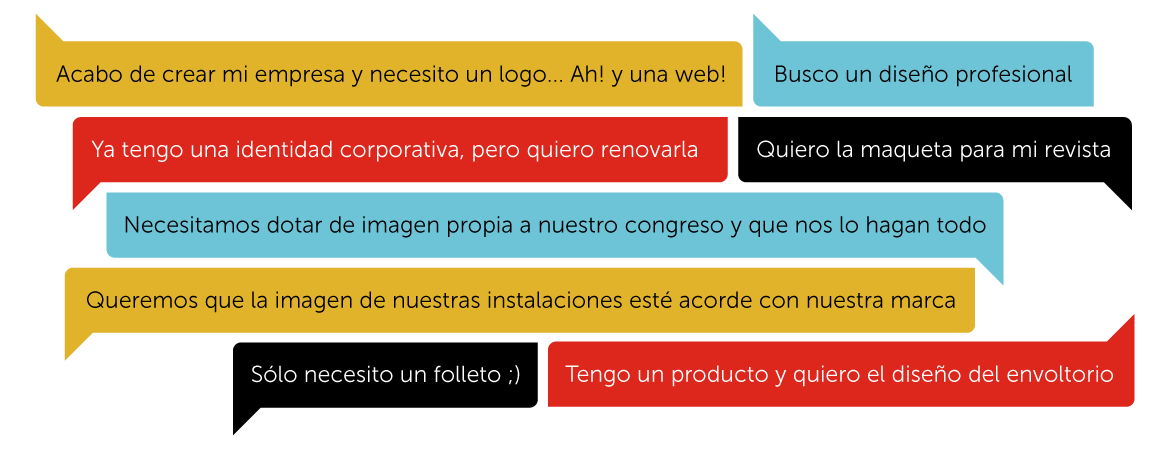 Acabo de crear mi empresa y necesito un logo... Ah! y una web!
Busco un diseño profesional
Ya tengo una identidad corporativa, pero quiero renovarla
Quiero la maqueta para mi revista
Necesitamos dotar de imagen propia a nuestro congreso y que nos lo hagan todo
Queremos que la imagen de nuestras instalaciones esté acorde con nuestra marca
Sólo necesito un folleto ;)
Tengo un producto y quiero el diseño del envoltorio